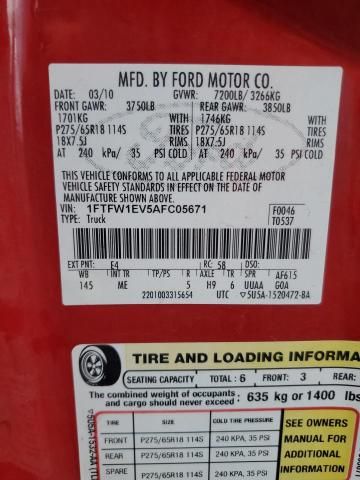 MFD. BY FORD MOTOR CO.
DATE: 03/10 GVWR: 7200LB/ 3266KG
FRONT GAWR: 3750LB REAR GAWR: 3850LB
1701KG WITH 1746KG WITH
P275/65R18 114S TIRES P275/65R18 114S TIRES
18X7.5J RIMS 18X7.5J RIMS
AT 240 kPa/ 35 PSI COLD AT 240 kPa/ 35 PSI COLD
THIS VEHICLE CONFORMS TO ALL APPLICABLE FEDERAL MOTOR
VEHICLE SAFETY AND THEFT PREVENTION STANDARDS IN EFFECT ON THE DATE OF
MANUFACTURE SHOWN ABOVE.
VIN: 1FTFW1EV5AFC05671 F0046
TYPE: Truck T0537
EXT PNT: E4 RC: 58 DSO:
WB INT TR TP/PS R AXLE TR SPR AF615
145 ME 5 H9 6 UUAA G0A
2201003315654 UTC 5U5A-1520472-BA
TIRE AND LOADING INFORMA
SEATING CAPACITY TOTAL: 6 FRONT: 3
The combined weight of occupants
and cargo should never exceed: 635 kg or 1400 lbs
TIRE SIZE COLD TIRE PRESSURE
FRONT P275/65R18 114S 240 KPA, 35 PSI
REAR P275/65R18 114S 240 KPA, 35 PSI
SPARE P275/65R18 114S 240 KPA, 35 PSI
SEE OWNERS
MANUAL FOR
ADDITIONAL
INFORMATION